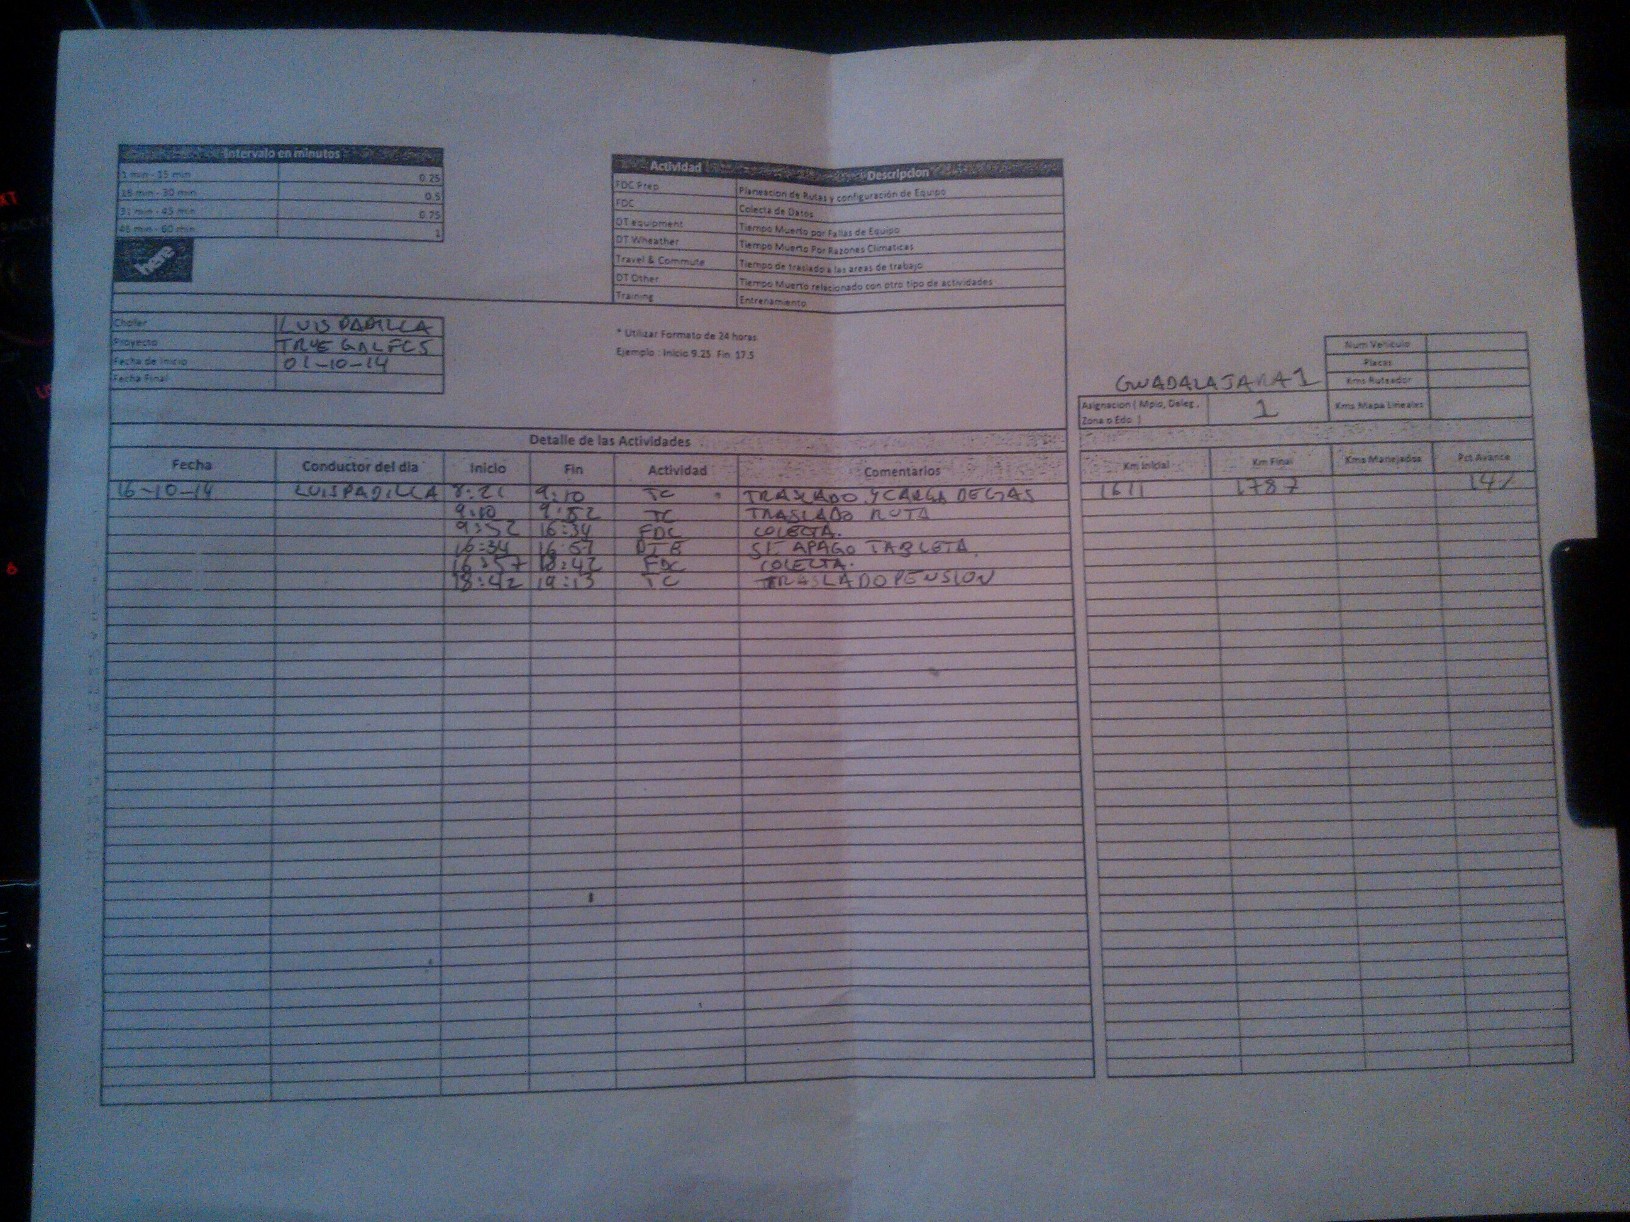 Intervalo en minutos
1 min - 15 min 0.25
16 min - 30 min 0.5
31 min - 45 min 0.75
46 min - 60 min 1
here
Actividad Descripcion
FDC Prep Planeacion de Rutas y configuración de Equipo
FDC Colecta de Datos
DT equipment Tiempo Muerto por Fallas de Equipo
DT Wheather Tiempo Muerto Por Razones Climaticas
Travel & Commute Tiempo de traslado a las areas de trabajo
DT Other Tiempo Muerto relacionado con otro tipo de actividades
Training Entrenamiento
Chofer LUIS PADILLA
Proyecto TRUE
Fecha de Inicio 01-10-14
Fecha Final
* Utilizar Formato de 24 horas
Ejemplo : Inicio 9.25 Fin 17.5
Num Vehiculo
Placas
Kms Ruteador
Kms Mapa Lineales
GUADALAJARA 1
Asignacion ( Mpio, Deleg , Zona o Edo ) 1
Detalle de las Actividades
Fecha Conductor del dia Inicio Fin Actividad Comentarios Km Inicial Km Final Kms Manejados Pct Avance
16-10-14 LUIS PADILLA 8:21 9:10 TC TRASLADO Y CARGA DE GAS 1611 1787
9:10 9:52 TC TRASLADO RUTA
9:52 16:34 FDC COLECTA.
16:34 16:57 DTE APAGO TABLETA.
16:57 18:42 FDC COLECTA.
18:42 19:13 TC TRASLADO PENSION